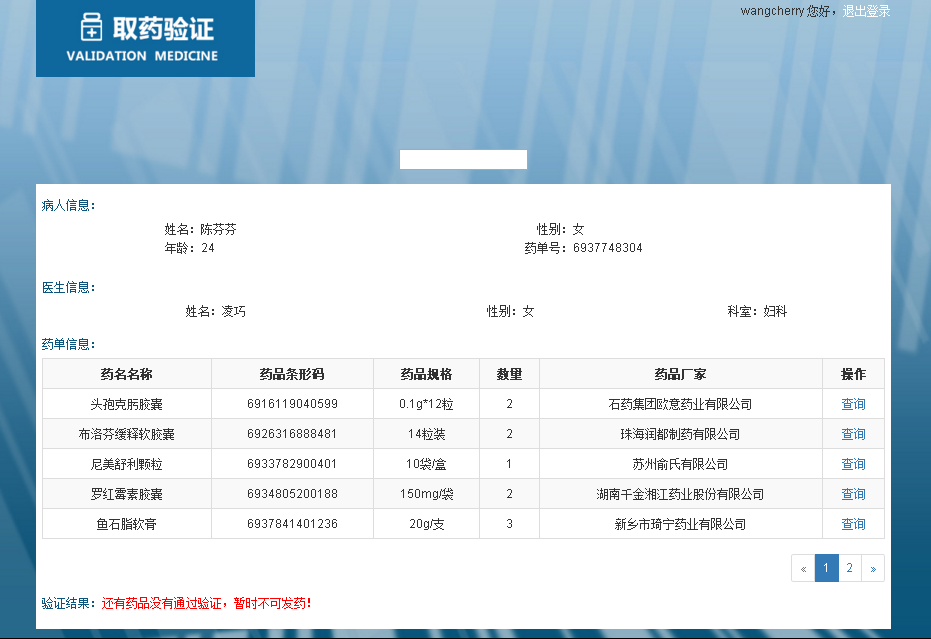 取药验证
VALIDATION MEDICINE
wangcherry 您好，退出登录
病人信息：
姓名：陈芬芬 性别：女
年龄：24 药单号：6937748304
医生信息：
姓名：凌巧 性别：女 科室：妇科
药单信息：
药名名称 药品条形码 药品规格 数量 药品厂家 操作
头孢克肟胶囊 6916119040599 0.1g*12粒 2 石药集团欧意药业有限公司 查询
布洛芬缓释软胶囊 6926316888481 14粒装 2 珠海润都制药有限公司 查询
尼美舒利颗粒 6933782900401 10袋/盒 1 苏州俞氏有限公司 查询
罗红霉素胶囊 6934805200188 150mg/袋 2 湖南千金湘江药业股份有限公司 查询
鱼石脂软膏 6937841401236 20g/支 3 新乡市琦宁药业有限公司 查询
« 1 2 »
验证结果：还有药品没有通过验证，暂时不可发药！